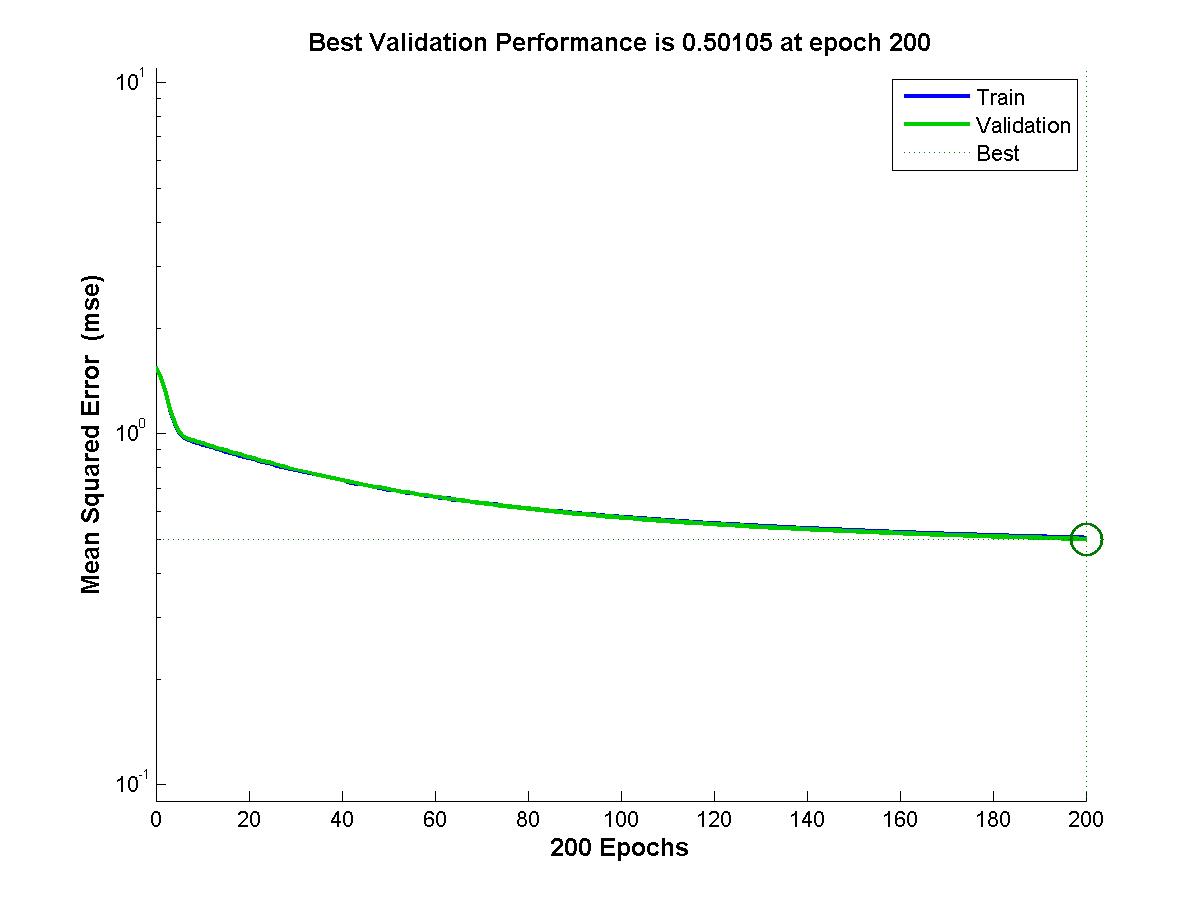 Best Validation Performance is 0.50105 at epoch 200
10^1
Train
Validation
Best
Mean Squared Error (mse)
10^0
10^-1
0 20 40 60 80 100 120 140 160 180 200
200 Epochs